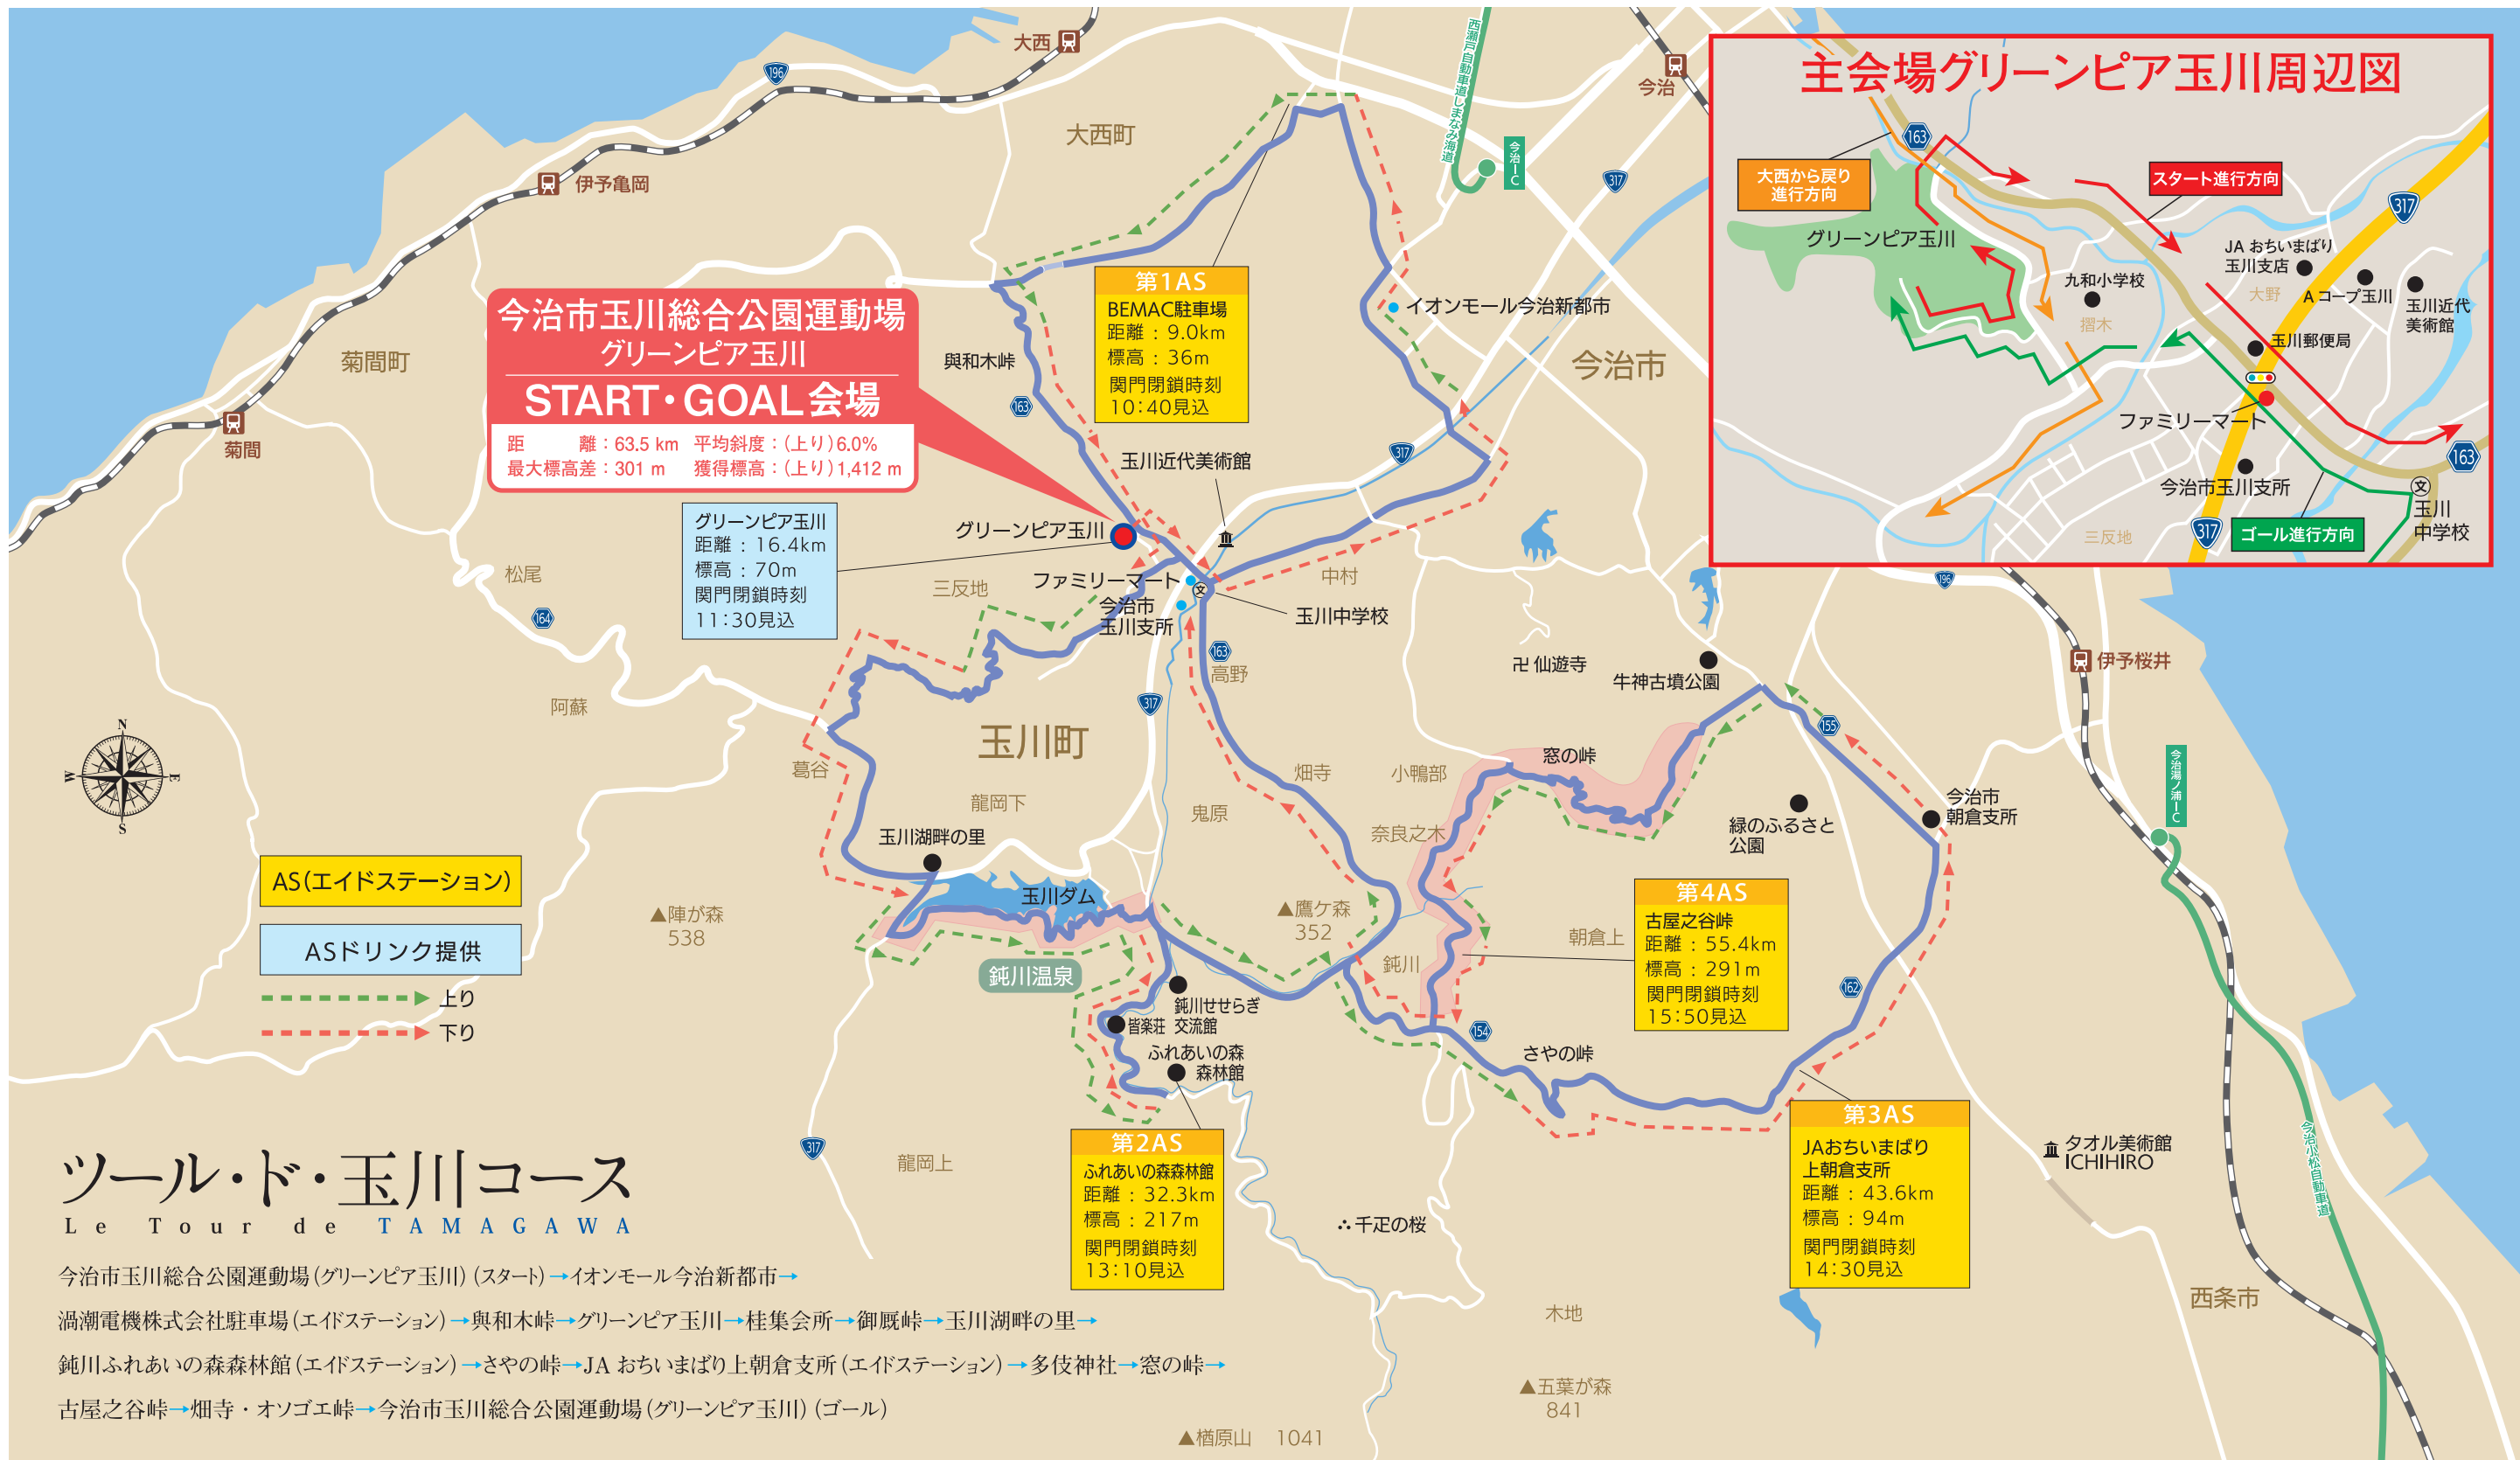 大西
196
伊予亀岡
大西町
西瀬戸自動車道しまなみ海道
今治
今治IC
317
菊間町
菊間
今治市玉川総合公園運動場
グリーンピア玉川
START・GOAL会場
距離：63.5 km 平均斜度：(上り)6.0%
最大標高差：301 m 獲得標高：(上り)1,412 m
第1AS
BEMAC駐車場
距離：9.0km
標高：36m
関門閉鎖時刻
10:40見込
與和木峠
163
イオンモール今治新都市
今治市
玉川近代美術館
317
グリーンピア玉川
グリーンピア玉川
距離：16.4km
標高：70m
関門閉鎖時刻
11:30見込
ファミリーマート
今治市
玉川支所
玉川中学校
文
中村
三反地
松尾
164
阿蘇
163
高野
317
玉川町
葛谷
龍岡下
玉川湖畔の里
玉川ダム
鬼原
畑寺
小鴨部
奈良之木
卍仙遊寺
牛神古墳公園
窓の峠
155
緑のふるさと
公園
今治市
朝倉支所
196
伊予桜井
今治湯ノ浦IC
N
W
E
S
AS(エイドステーション)
ASドリンク提供
上り
下り
▲陣が森
538
鈍川温泉
鈍川せせらぎ
交流館
皆楽荘
ふれあいの森
森林館
▲鷹ケ森
352
鈍川
朝倉上
第4AS
古屋之谷峠
距離：55.4km
標高：291m
関門閉鎖時刻
15:50見込
154
162
さやの峠
第3AS
JAおちいまばり
上朝倉支所
距離：43.6km
標高：94m
関門閉鎖時刻
14:30見込
第2AS
ふれあいの森森林館
距離：32.3km
標高：217m
関門閉鎖時刻
13:10見込
317
龍岡上
∴千疋の桜
木地
▲五葉が森
841
▲楢原山 1041
タオル美術館
ICHIHIRO
今治小松自動車道
西条市
主会場グリーンピア玉川周辺図
163
大西から戻り
進行方向
スタート進行方向
317
グリーンピア玉川
九和小学校
摺木
JA おちいまばり
玉川支店
大野
Aコープ玉川
玉川近代
美術館
玉川郵便局
ファミリーマート
163
今治市玉川支所
文
玉川
中学校
三反地
317
ゴール進行方向
ツール・ド・玉川コース
Le Tour de TAMAGAWA
今治市玉川総合公園運動場(グリーンピア玉川)(スタート)→イオンモール今治新都市→
渦潮電機株式会社駐車場(エイドステーション)→與和木峠→グリーンピア玉川→桂集会所→御厩峠→玉川湖畔の里→
鈍川ふれあいの森森林館(エイドステーション)→さやの峠→JA おちいまばり上朝倉支所(エイドステーション)→多伎神社→窓の峠→
古屋之谷峠→畑寺・オソゴエ峠→今治市玉川総合公園運動場(グリーンピア玉川)(ゴール)